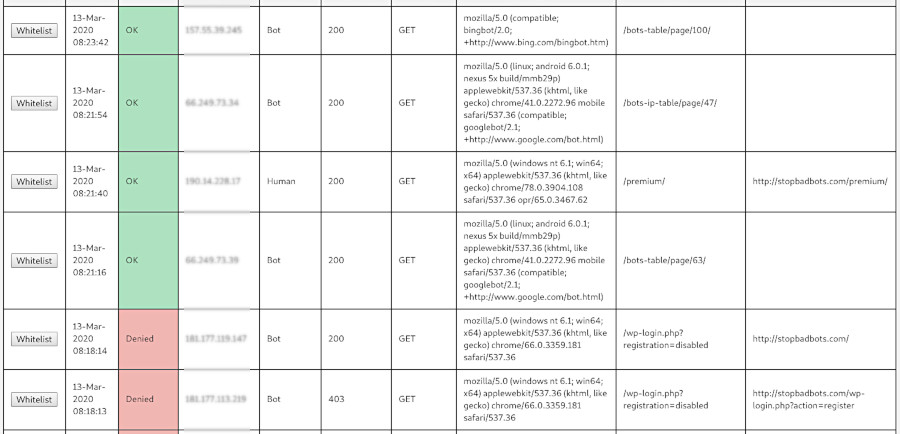 Whitelist
13-Mar-
2020
08:23:42
OK
Bot
200
GET
mozilla/5.0 (compatible;
bingbot/2.0;
+http://www.bing.com/bingbot.htm)
/bots-table/page/100/
Whitelist
13-Mar-
2020
08:21:54
OK
Bot
200
GET
mozilla/5.0 (linux; android 6.0.1;
nexus 5x build/mmb29p)
applewebkit/537.36 (khtml, like
gecko) chrome/41.0.2272.96 mobile
safari/537.36 (compatible;
googlebot/2.1;
+http://www.google.com/bot.html)
/bots-ip-table/page/47/
Whitelist
13-Mar-
2020
08:21:40
OK
Human
200
GET
mozilla/5.0 (windows nt 6.1; win64;
x64) applewebkit/537.36 (khtml, like
gecko) chrome/78.0.3904.108
safari/537.36 opr/65.0.3467.62
/premium/
http://stopbadbots.com/premium/
Whitelist
13-Mar-
2020
08:21:16
OK
Bot
200
GET
mozilla/5.0 (linux; android 6.0.1;
nexus 5x build/mmb29p)
applewebkit/537.36 (khtml, like
gecko) chrome/41.0.2272.96 mobile
safari/537.36 (compatible;
googlebot/2.1;
+http://www.google.com/bot.html)
/bots-table/page/63/
Whitelist
13-Mar-
2020
08:18:14
Denied
Bot
200
GET
mozilla/5.0 (windows nt 6.1; win64;
x64) applewebkit/537.36 (khtml, like
gecko) chrome/66.0.3359.181
safari/537.36
/wp-login.php?
registration=disabled
http://stopbadbots.com/
Whitelist
13-Mar-
2020
08:18:13
Denied
Bot
403
GET
mozilla/5.0 (windows nt 6.1; win64;
x64) applewebkit/537.36 (khtml, like
gecko) chrome/66.0.3359.181
safari/537.36
/wp-login.php?
registration=disabled
http://stopbadbots.com/wp-
login.php?action=register